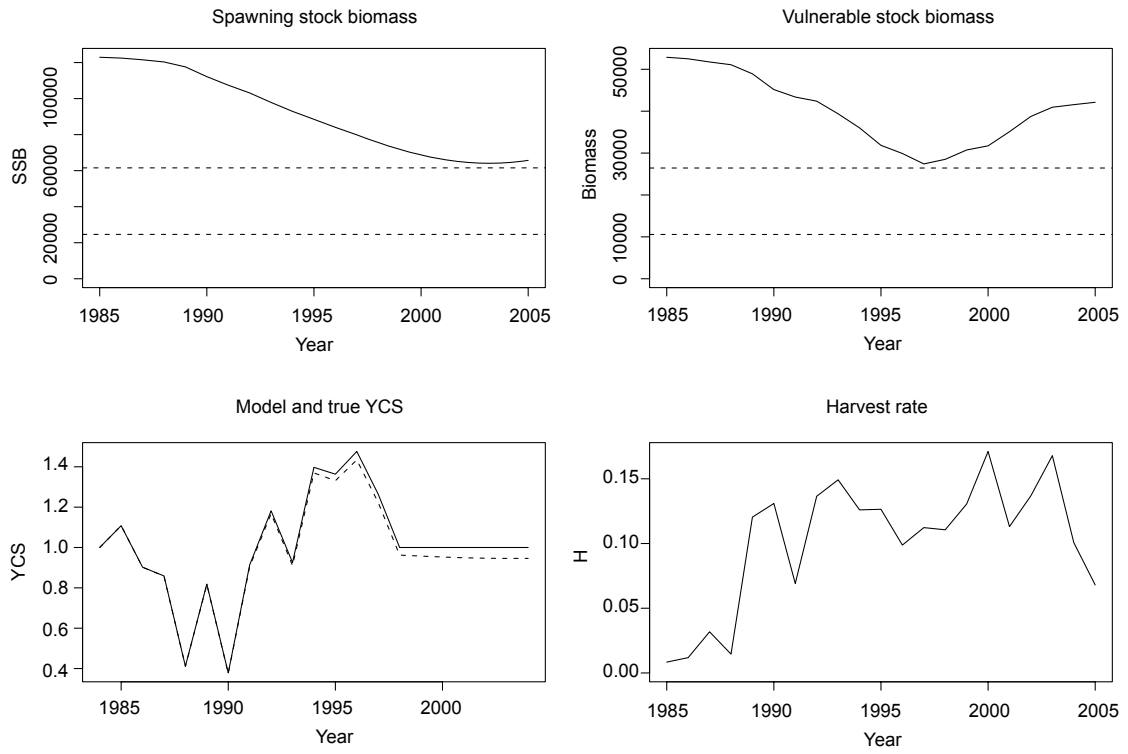 Spawning stock biomass
SSB
0 20000 60000 100000
1985 1990 1995 2000 2005
Year
Vulnerable stock biomass
Biomass
0 10000 30000 50000
1985 1990 1995 2000 2005
Year
Model and true YCS
YCS
0.4 0.6 0.8 1.0 1.2 1.4
1985 1990 1995 2000
Year
Harvest rate
H
0.00 0.05 0.10 0.15
1985 1990 1995 2000 2005
Year